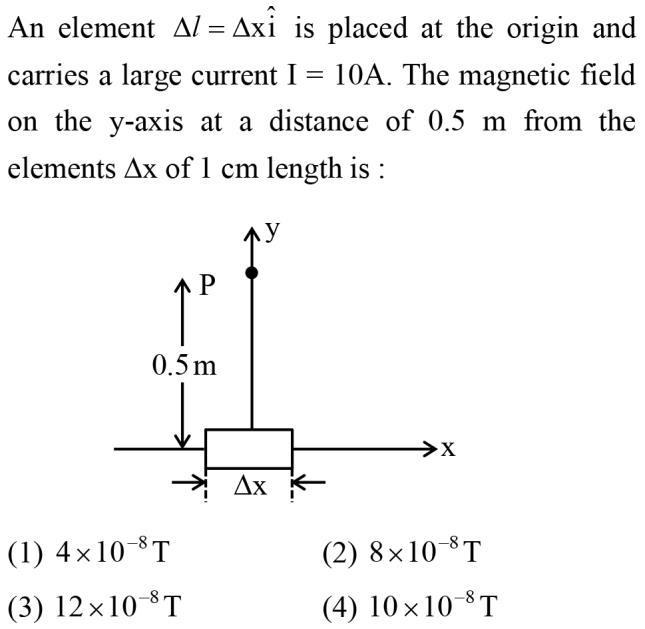 An element Δl = Δxî is placed at the origin and
carries a large current I = 10A. The magnetic field
on the y-axis at a distance of 0.5 m from the
elements Δx of 1 cm length is :
y
P
0.5 m
x
Δx
(1) 4×10⁻⁸ T (2) 8×10⁻⁸ T
(3) 12×10⁻⁸ T (4) 10×10⁻⁸ T